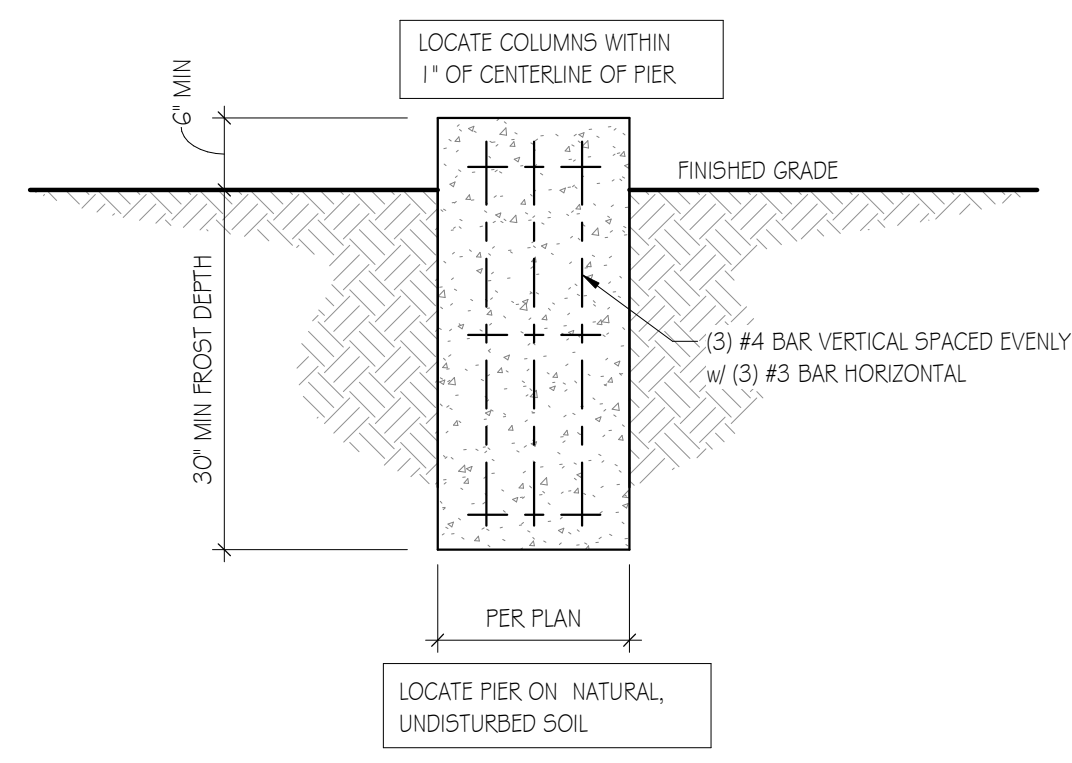 LOCATE COLUMNS WITHIN
1" OF CENTERLINE OF PIER
6" MIN
FINISHED GRADE
30" MIN FROST DEPTH
(3) #4 BAR VERTICAL SPACED EVENLY
w/ (3) #3 BAR HORIZONTAL
PER PLAN
LOCATE PIER ON NATURAL,
UNDISTURBED SOIL